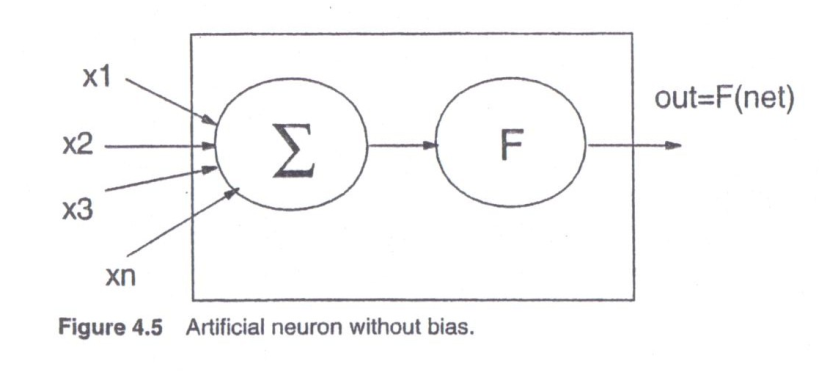 x1
x2
x3
xn
Σ
F
out=F(net)
Figure 4.5 Artificial neuron without bias.